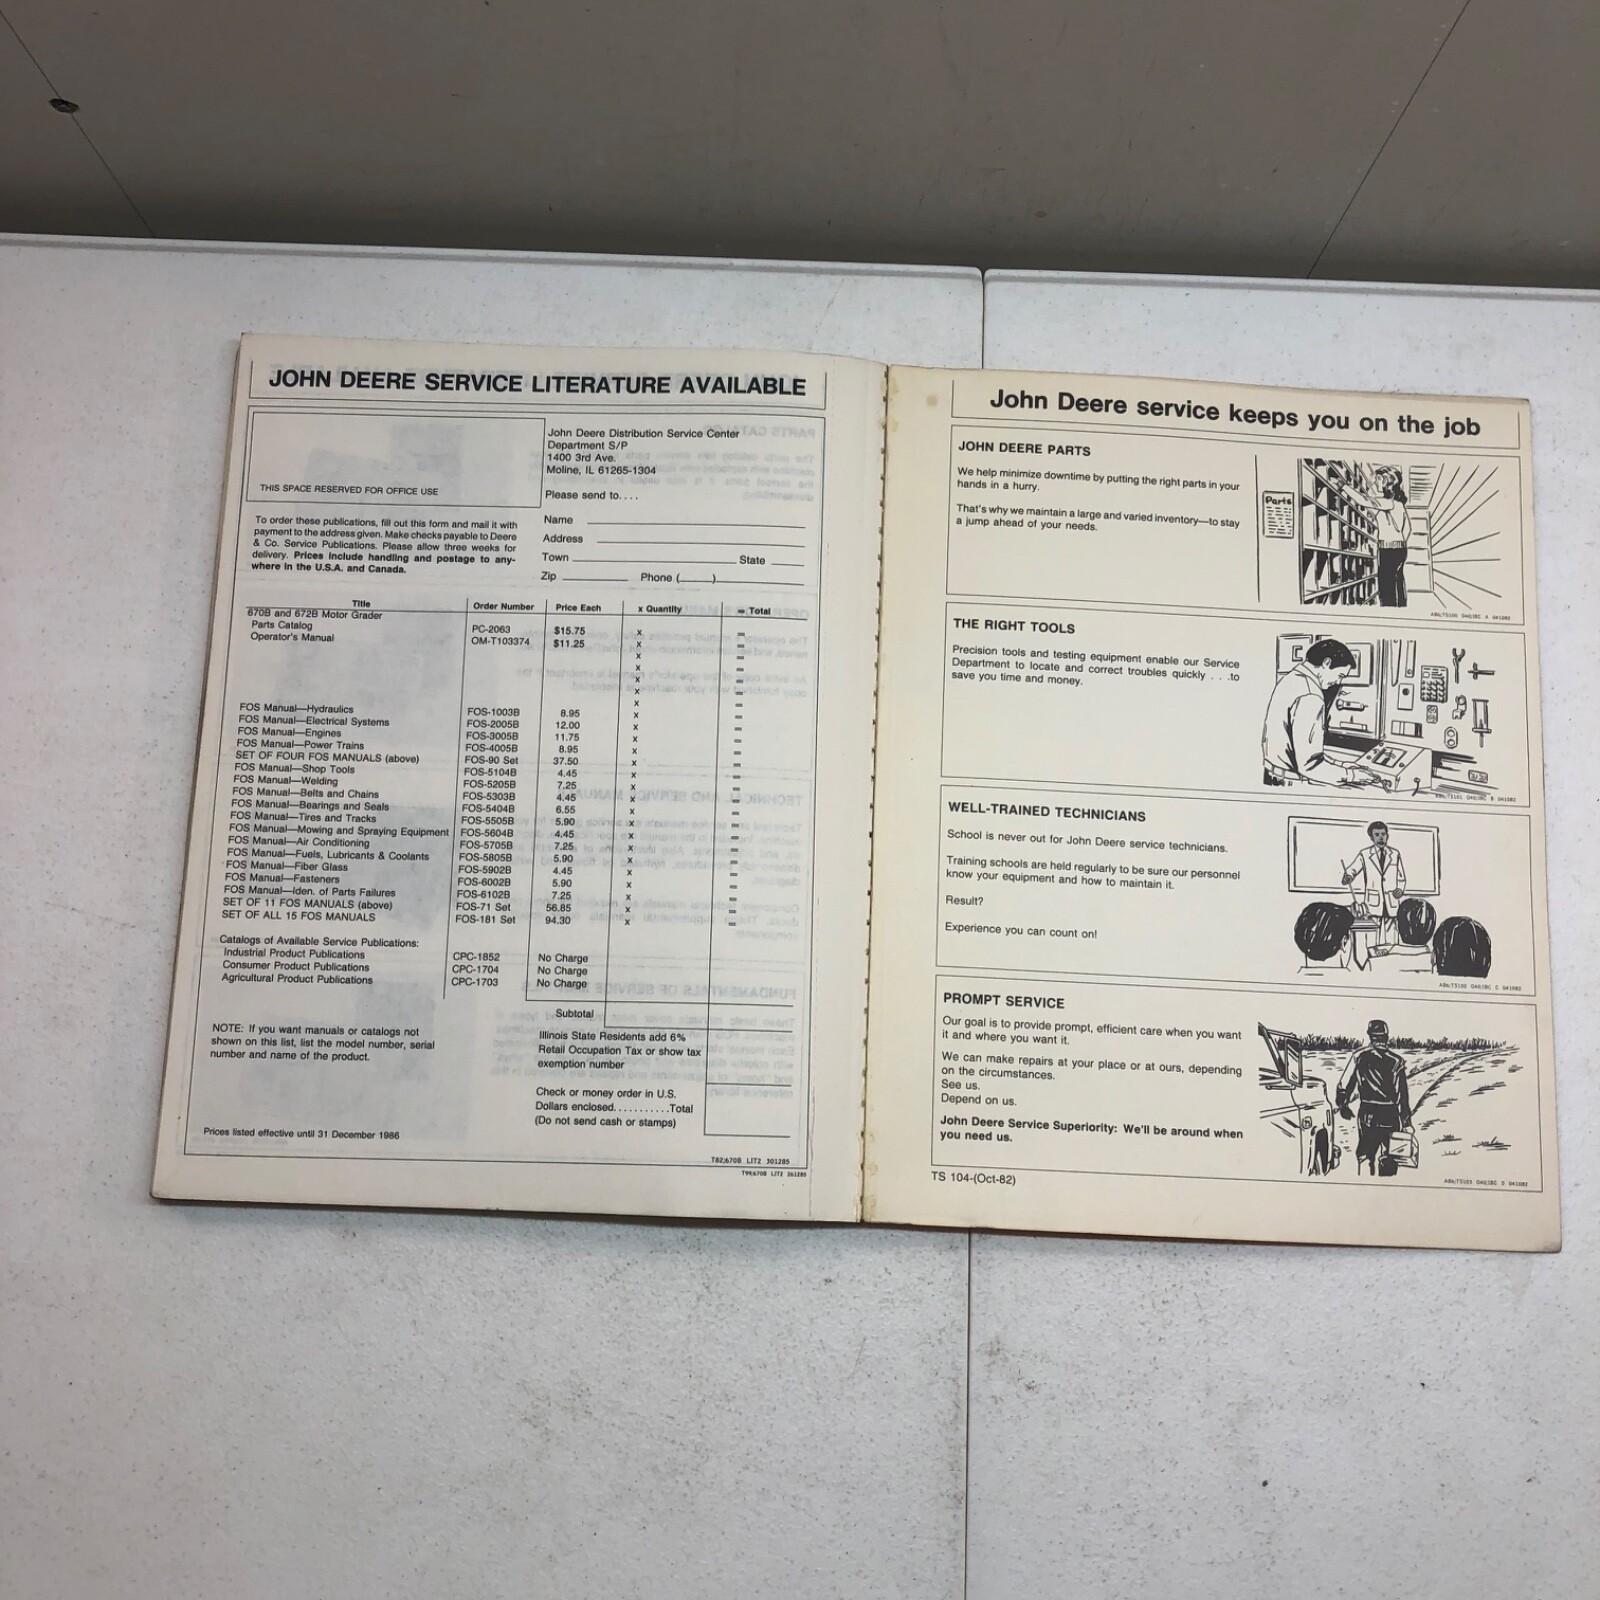 JOHN DEERE SERVICE LITERATURE AVAILABLE
THIS SPACE RESERVED FOR OFFICE USE
John Deere Distribution Service Center
Department S/P
1400 3rd Ave.
Moline, IL 61265-1304
Please send to. . . .
To order these publications, fill out this form and mail it with
payment to the address given. Make checks payable to Deere
& Co. Service Publications. Please allow three weeks for
delivery. Prices include handling and postage to any-
where in the U.S.A. and Canada.
Name
Address
Town State
Zip Phone ( )
Title Order Number Price Each x Quantity = Total
670B and 672B Motor Grader
Parts Catalog PC-2063 $15.75 x =
Operator's Manual OM-T103374 $11.25 x =
x =
x =
x =
x =
FOS Manual—Hydraulics FOS-1003B 8.95 x =
FOS Manual—Electrical Systems FOS-2005B 12.00 x =
FOS Manual—Engines FOS-3005B 11.75 x =
FOS Manual—Power Trains FOS-4005B 8.95 x =
SET OF FOUR FOS MANUALS (above) FOS-90 Set 37.50 x =
FOS Manual—Shop Tools FOS-5104B 4.45 x =
FOS Manual—Welding FOS-5205B 7.25 x =
FOS Manual—Belts and Chains FOS-5303B 4.45 x =
FOS Manual—Bearings and Seals FOS-5404B 6.55 x =
FOS Manual—Tires and Tracks FOS-5505B 5.90 x =
FOS Manual—Mowing and Spraying Equipment FOS-5604B 4.45 x =
FOS Manual—Air Conditioning FOS-5705B 7.25 x =
FOS Manual—Fuels, Lubricants & Coolants FOS-5805B 5.90 x =
FOS Manual—Fiber Glass FOS-5902B 4.45 x =
FOS Manual—Fasteners FOS-6002B 5.90 x =
FOS Manual—Iden. of Parts Failures FOS-6102B 7.25 x =
SET OF 11 FOS MANUALS (above) FOS-71 Set 56.85 x =
SET OF ALL 15 FOS MANUALS FOS-181 Set 94.30 x =
Catalogs of Available Service Publications:
Industrial Product Publications CPC-1852 No Charge
Consumer Product Publications CPC-1704 No Charge
Agricultural Product Publications CPC-1703 No Charge
Subtotal
NOTE: If you want manuals or catalogs not
shown on this list, list the model number, serial
number and name of the product.
Illinois State Residents add 6%
Retail Occupation Tax or show tax
exemption number
Check or money order in U.S.
Dollars enclosed. . . . . . . . . . .Total
(Do not send cash or stamps)
Prices listed effective until 31 December 1986
T82;670B LIT2 301285
T99;670B LIT2 261285
John Deere service keeps you on the job
JOHN DEERE PARTS
We help minimize downtime by putting the right parts in your
hands in a hurry.
That's why we maintain a large and varied inventory—to stay
a jump ahead of your needs.
Parts
THE RIGHT TOOLS
Precision tools and testing equipment enable our Service
Department to locate and correct troubles quickly . . .to
save you time and money.
WELL-TRAINED TECHNICIANS
School is never out for John Deere service technicians.
Training schools are held regularly to be sure our personnel
know your equipment and how to maintain it.
Result?
Experience you can count on!
PROMPT SERVICE
Our goal is to provide prompt, efficient care when you want
it and where you want it.
We can make repairs at your place or at ours, depending
on the circumstances.
See us.
Depend on us.
John Deere Service Superiority: We'll be around when
you need us.
TS 104-(Oct-82)